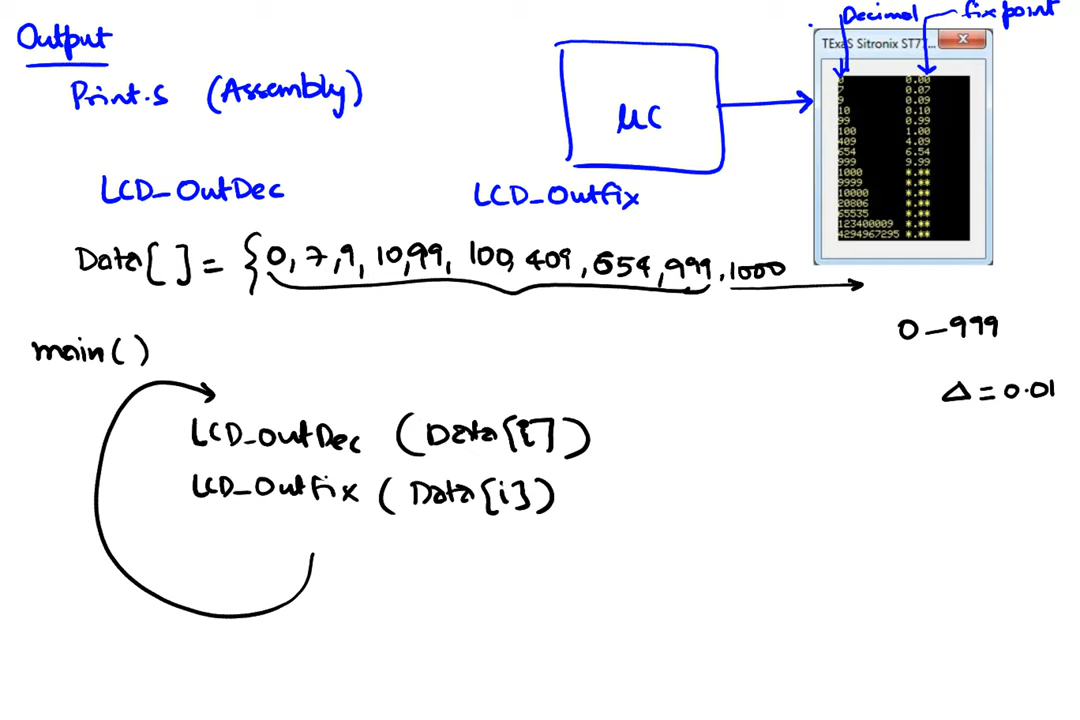 Output
Print.s (Assembly)
µC
Decimal
fixpoint
TExaS Sitronix ST77...
0 0.00
7 0.07
9 0.09
10 0.10
99 0.99
100 1.00
409 4.09
654 6.54
999 9.99
1000 *.**
9999 *.**
10000 *.**
20806 *.**
65535 *.**
123400009 *.**
4294967295 *.**
LCD_OutDec
LCD_Outfix
Data[ ] = { 0, 7, 9, 10, 99, 100, 409, 654, 999, 1000
0 - 999
main( )
Δ = 0.01
LCD_OutDec (Data[i])
LCD_Outfix (Data[i])